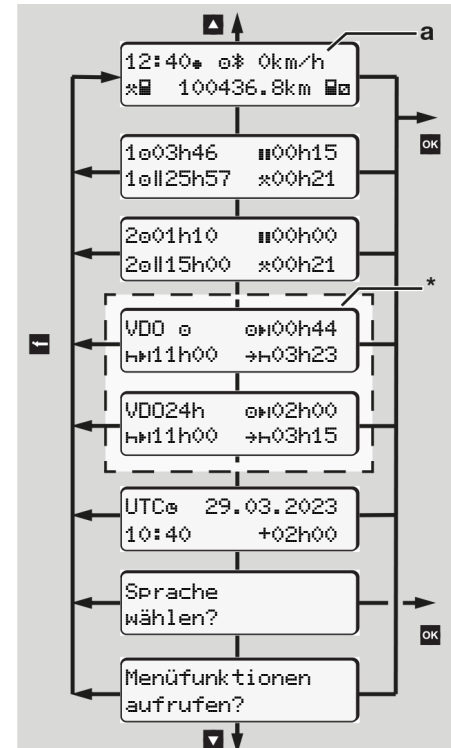 a
12:40 0km/h
100436.8km
OK
1 03h46 00h15
1 25h57 00h21
2 01h10 00h00
2 15h00 00h21
*
VDO 00h44
11h00 03h23
VDO24h 02h00
11h00 03h15
UTC 29.03.2023
10:40 +02h00
Sprache
wählen?
OK
Menüfunktionen
aufrufen?